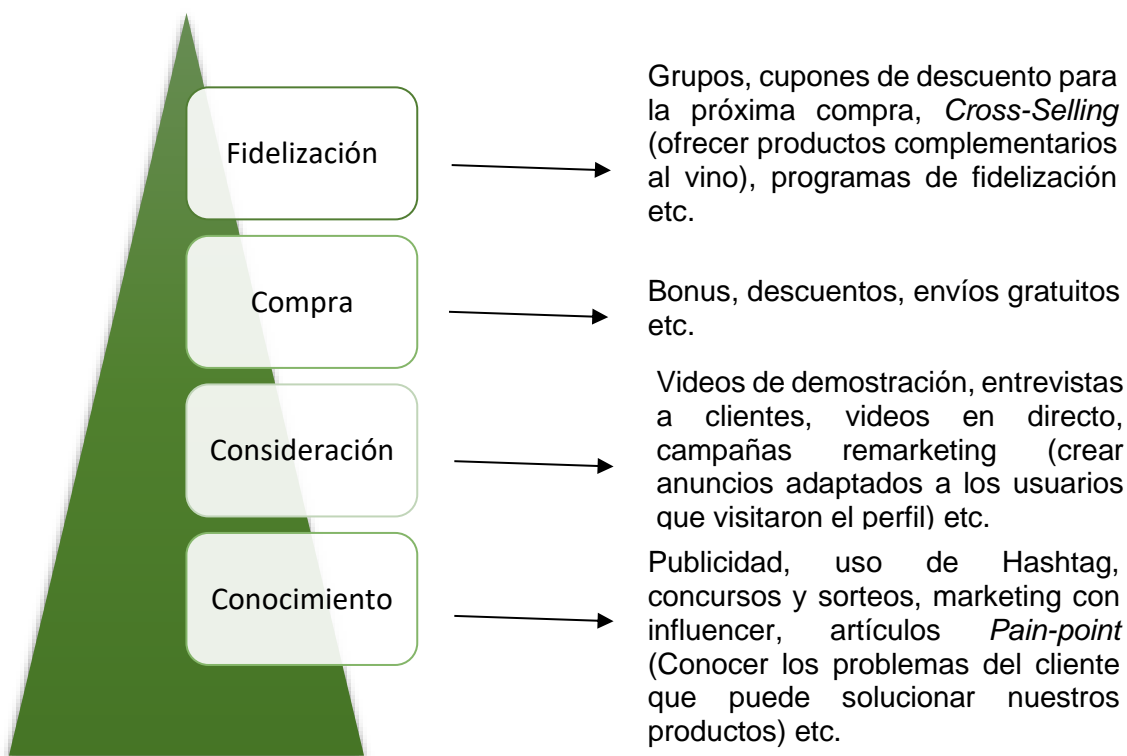 Fidelización
Grupos, cupones de descuento para
la próxima compra, Cross-Selling
(ofrecer productos complementarios
al vino), programas de fidelización
etc.
Compra
Bonus, descuentos, envíos gratuitos
etc.
Consideración
Videos de demostración, entrevistas
a clientes, videos en directo,
campañas remarketing (crear
anuncios adaptados a los usuarios
que visitaron el perfil) etc.
Conocimiento
Publicidad, uso de Hashtag,
concursos y sorteos, marketing con
influencer, artículos Pain-point
(Conocer los problemas del cliente
que puede solucionar nuestros
productos) etc.